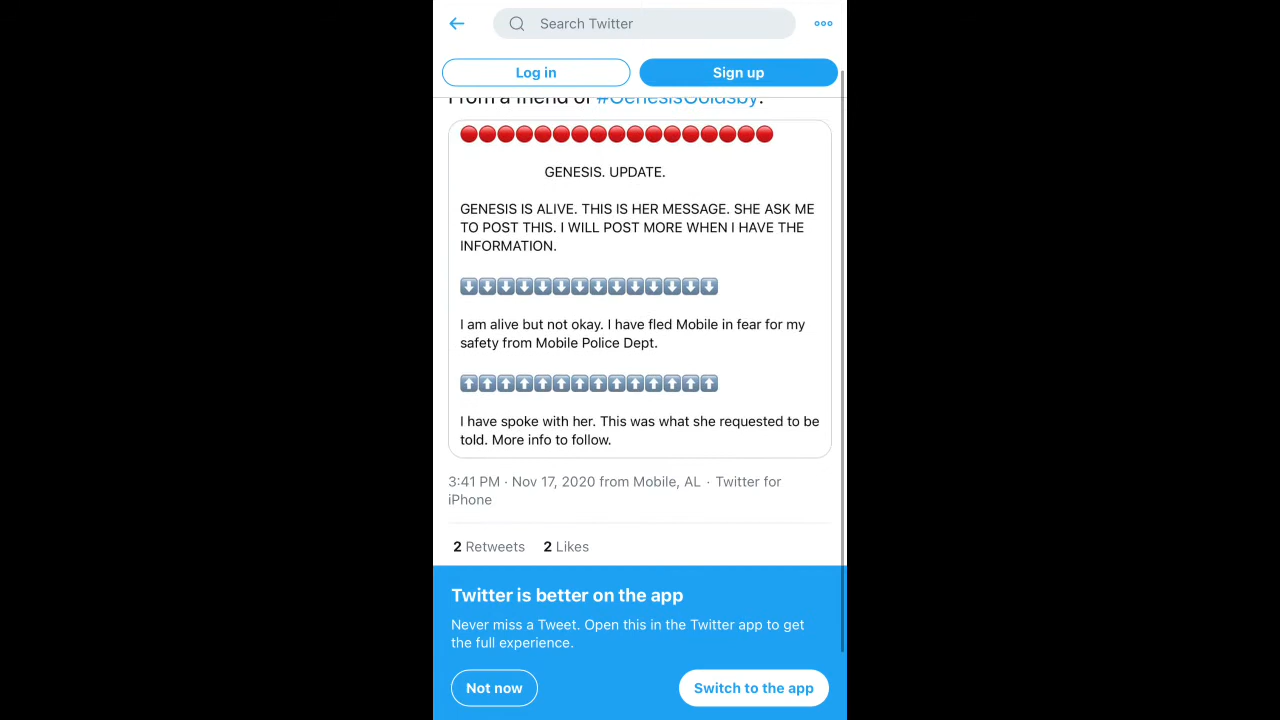 Search Twitter
Log in
Sign up
From a friend of #GenesisGoldsby:
GENESIS. UPDATE.
GENESIS IS ALIVE. THIS IS HER MESSAGE. SHE ASK ME
TO POST THIS. I WILL POST MORE WHEN I HAVE THE
INFORMATION.
I am alive but not okay. I have fled Mobile in fear for my
safety from Mobile Police Dept.
I have spoke with her. This was what she requested to be
told. More info to follow.
3:41 PM · Nov 17, 2020 from Mobile, AL · Twitter for
iPhone
2 Retweets 2 Likes
Twitter is better on the app
Never miss a Tweet. Open this in the Twitter app to get
the full experience.
Not now
Switch to the app